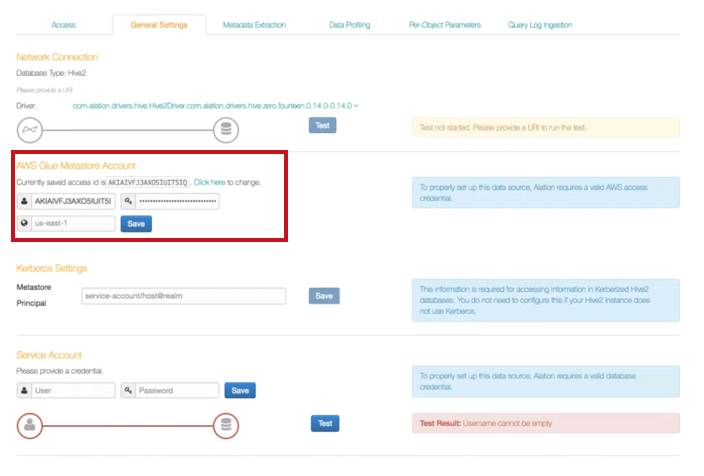 Access General Settings Metadata Extraction Data Profiling Per-Object Parameters Query Log Ingestion
Network Connection
Database Type: Hive2
Please provide a URI
Driver: com.alation.drivers.hive.Hive2Driver.com.alation.drivers.hive.zero.fourteen.0.14.0-0.14.0
Test
Test not started. Please provide a URI to run the test.
AWS Glue Metastore Account
Currently saved access id is AKIAIVFJ3AXO5IUIT5IQ. Click here to change.
AKIAIVFJ3AXO5IUIT5I
us-east-1 Save
To properly set up this data source, Alation requires a valid AWS access
credential.
Kerberos Settings
Metastore
Principal
service-account/host@realm Save
This information is required for accessing information in Kerberized Hive2
databases. You do not need to configure this if your Hive2 instance does
not use Kerberos.
Service Account
Please provide a credential.
User Password Save
To properly set up this data source, Alation requires a valid database
credential.
Test
Test Result: Username cannot be empty